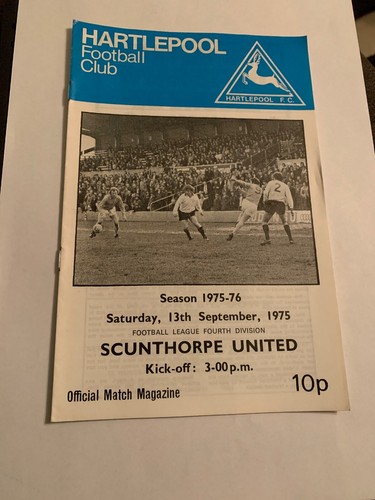 HARTLEPOOL
Football
Club
HARTLEPOOL F.C.
2
Season 1975-76
Saturday, 13th September, 1975
FOOTBALL LEAGUE FOURTH DIVISION
SCUNTHORPE UNITED
Kick-off: 3-00 p.m.
Official Match Magazine
10p